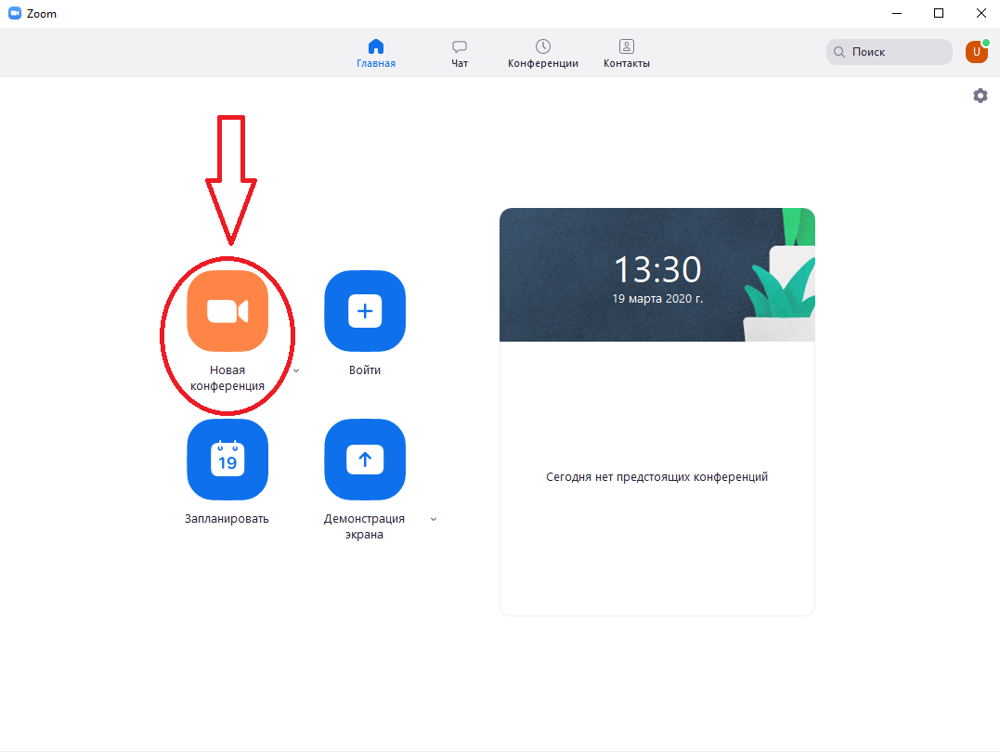 Zoom
Главная
Чат
Конференции
Контакты
Поиск
U
13:30
19 марта 2020 г.
Новая
конференция
Войти
19
Запланировать
Демонстрация
экрана
Сегодня нет предстоящих конференций